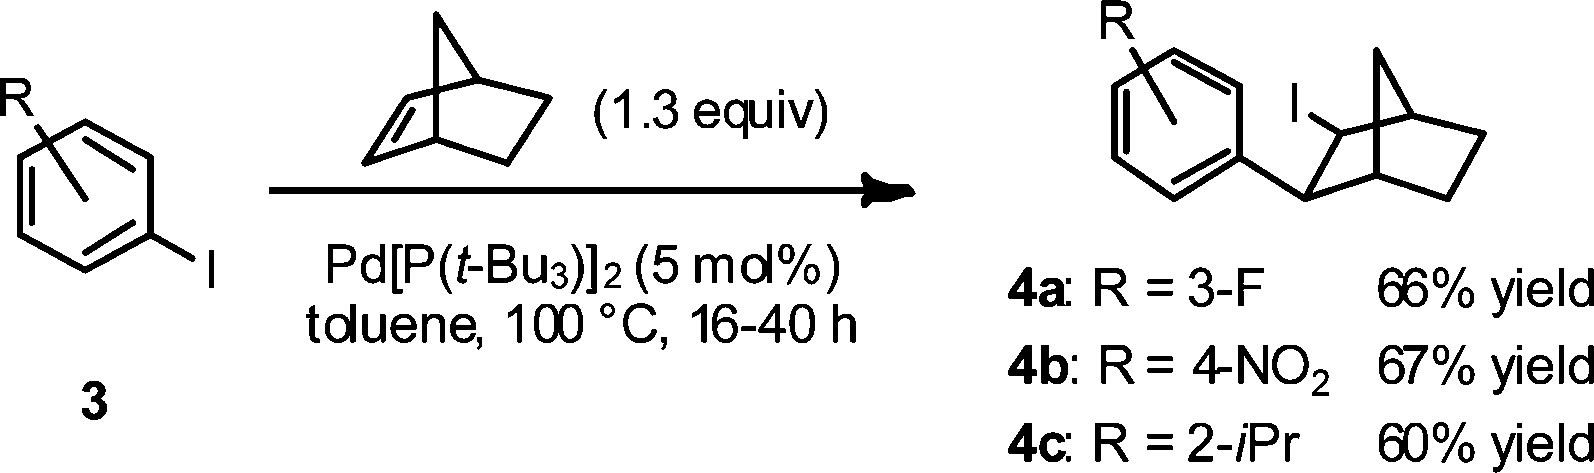 R
I
3
(1.3 equiv)
Pd[P(t-Bu₃)]₂ (5 mol%)
toluene, 100 °C, 16-40 h
R
I
4a: R = 3-F 66% yield
4b: R = 4-NO₂ 67% yield
4c: R = 2-iPr 60% yield